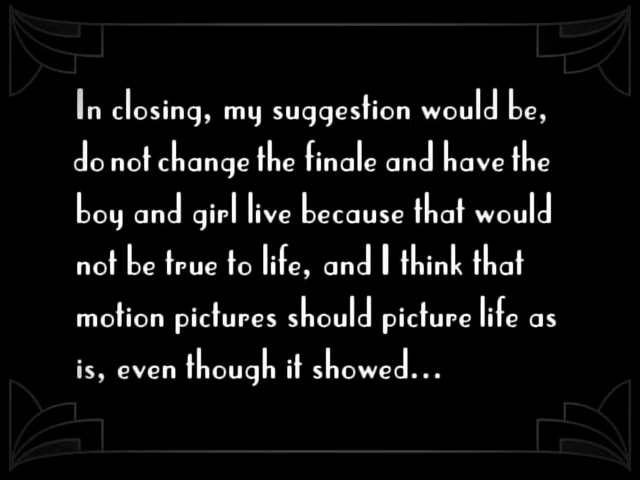 In closing, my suggestion would be,
do not change the finale and have the
boy and girl live because that would
not be true to life, and I think that
motion pictures should picture life as
is, even though it showed...